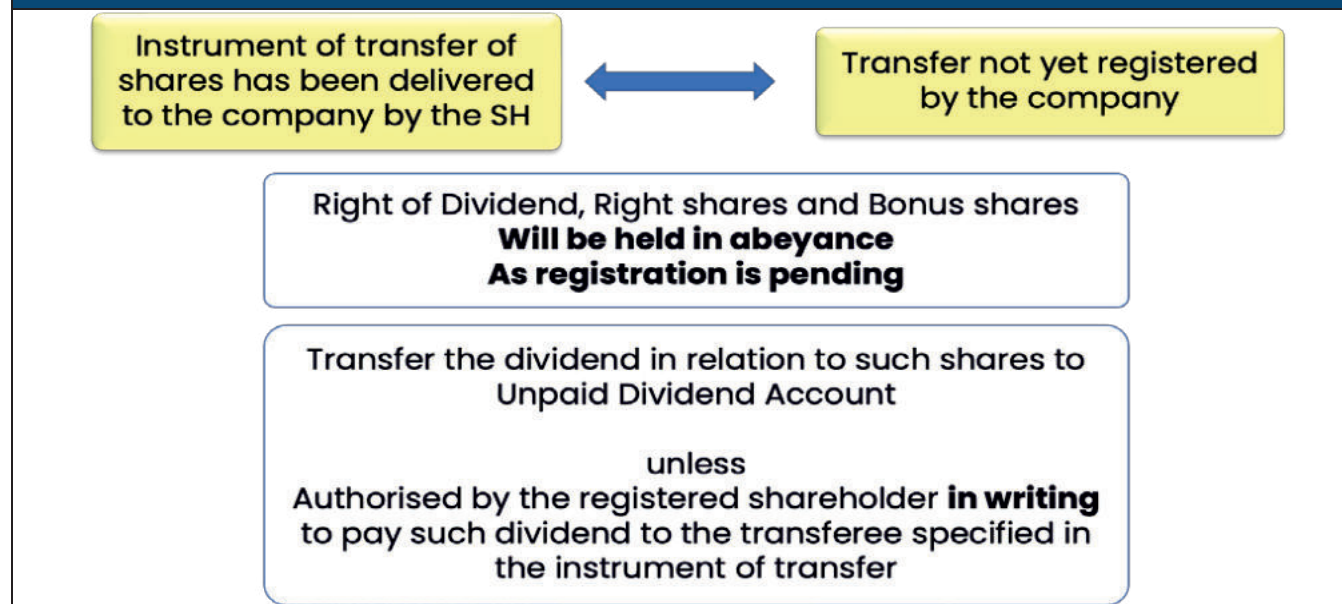 Instrument of transfer of
shares has been delivered
to the company by the SH
Transfer not yet registered
by the company
Right of Dividend, Right shares and Bonus shares
Will be held in abeyance
As registration is pending
Transfer the dividend in relation to such shares to
Unpaid Dividend Account
unless
Authorised by the registered shareholder in writing
to pay such dividend to the transferee specified in
the instrument of transfer